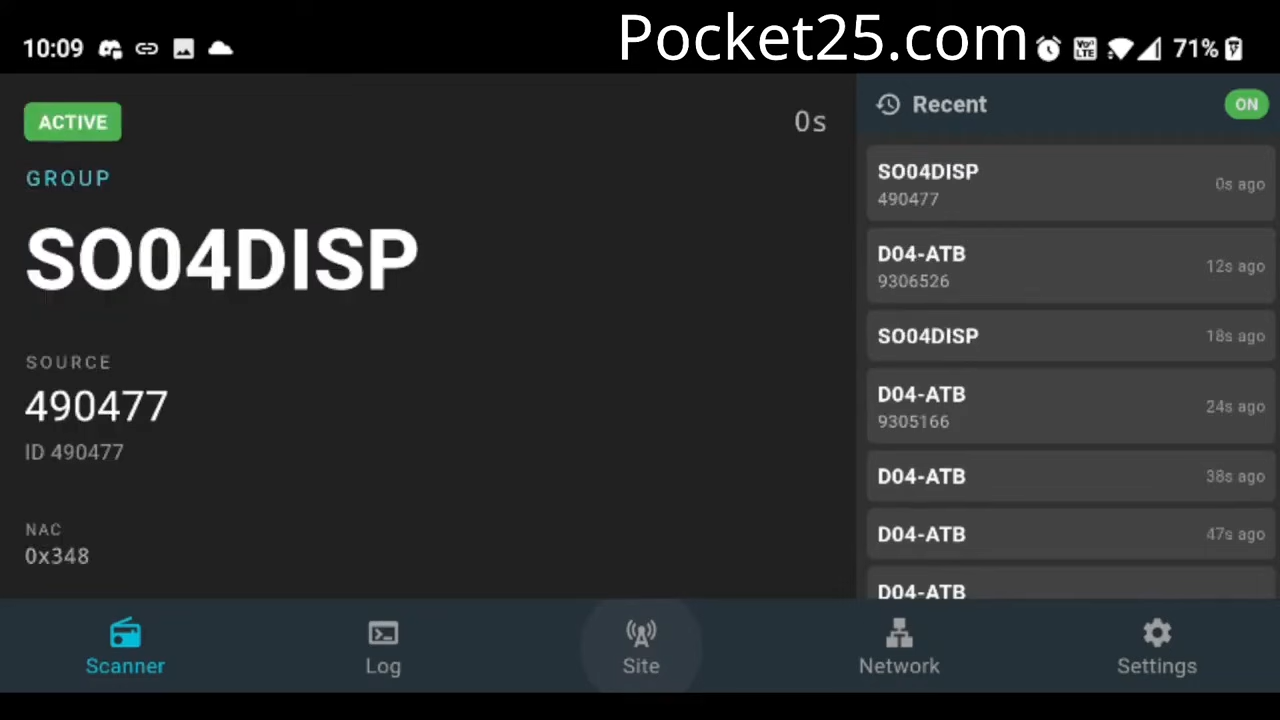 10:09
Pocket25.com
71%
ACTIVE
0s
GROUP
SO04DISP
SOURCE
490477
ID 490477
NAC
0x348
Recent
ON
SO04DISP
490477
0s ago
D04-ATB
9306526
12s ago
SO04DISP
18s ago
D04-ATB
9305166
24s ago
D04-ATB
38s ago
D04-ATB
47s ago
D04-ATB
Scanner
Log
Site
Network
Settings